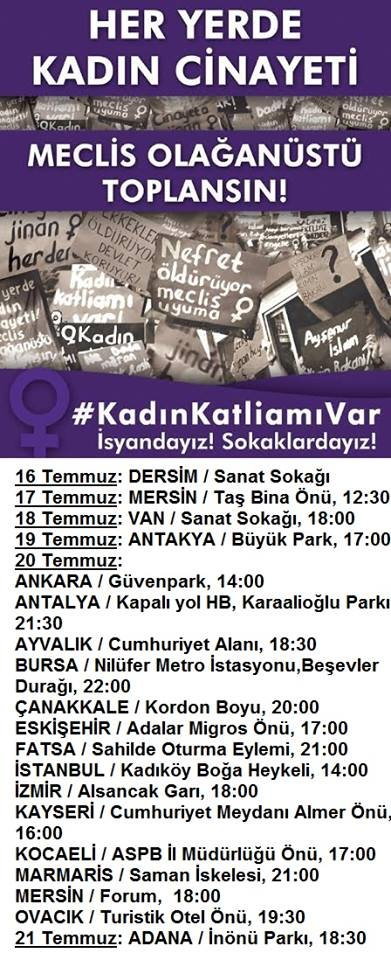 HER YERDE
KADIN CİNAYETİ
MECLİS OLAĞANÜSTÜ
TOPLANSIN!
jinan
herder
ERKEKLER
ÖLDÜRÜYOR
DEVLET
KORUYOR!
Nefret
öldürüyor
meclis
uyuma
?
yerde
Kadın
katliamı
var
Kadın
jinan
Ayşenur
İslam
#KadınKatliamıVar
İsyandayız! Sokaklardayız!
16 Temmuz: DERSİM / Sanat Sokağı
17 Temmuz: MERSİN / Taş Bina Önü, 12:30
18 Temmuz: VAN / Sanat Sokağı, 18:00
19 Temmuz: ANTAKYA / Büyük Park, 17:00
20 Temmuz:
ANKARA / Güvenpark, 14:00
ANTALYA / Kapalı yol HB, Karaalioğlu Parkı
21:30
AYVALIK / Cumhuriyet Alanı, 18:30
BURSA / Nilüfer Metro İstasyonu,Beşevler
Durağı, 22:00
ÇANAKKALE / Kordon Boyu, 20:00
ESKİŞEHİR / Adalar Migros Önü, 17:00
FATSA / Sahilde Oturma Eylemi, 21:00
İSTANBUL / Kadıköy Boğa Heykeli, 14:00
İZMİR / Alsancak Garı, 18:00
KAYSERİ / Cumhuriyet Meydanı Almer Önü,
16:00
KOCAELİ / ASPB İl Müdürlüğü Önü, 17:00
MARMARİS / Saman İskelesi, 21:00
MERSİN / Forum, 18:00
OVACIK / Turistik Otel Önü, 19:30
21 Temmuz: ADANA / İnönü Parkı, 18:30